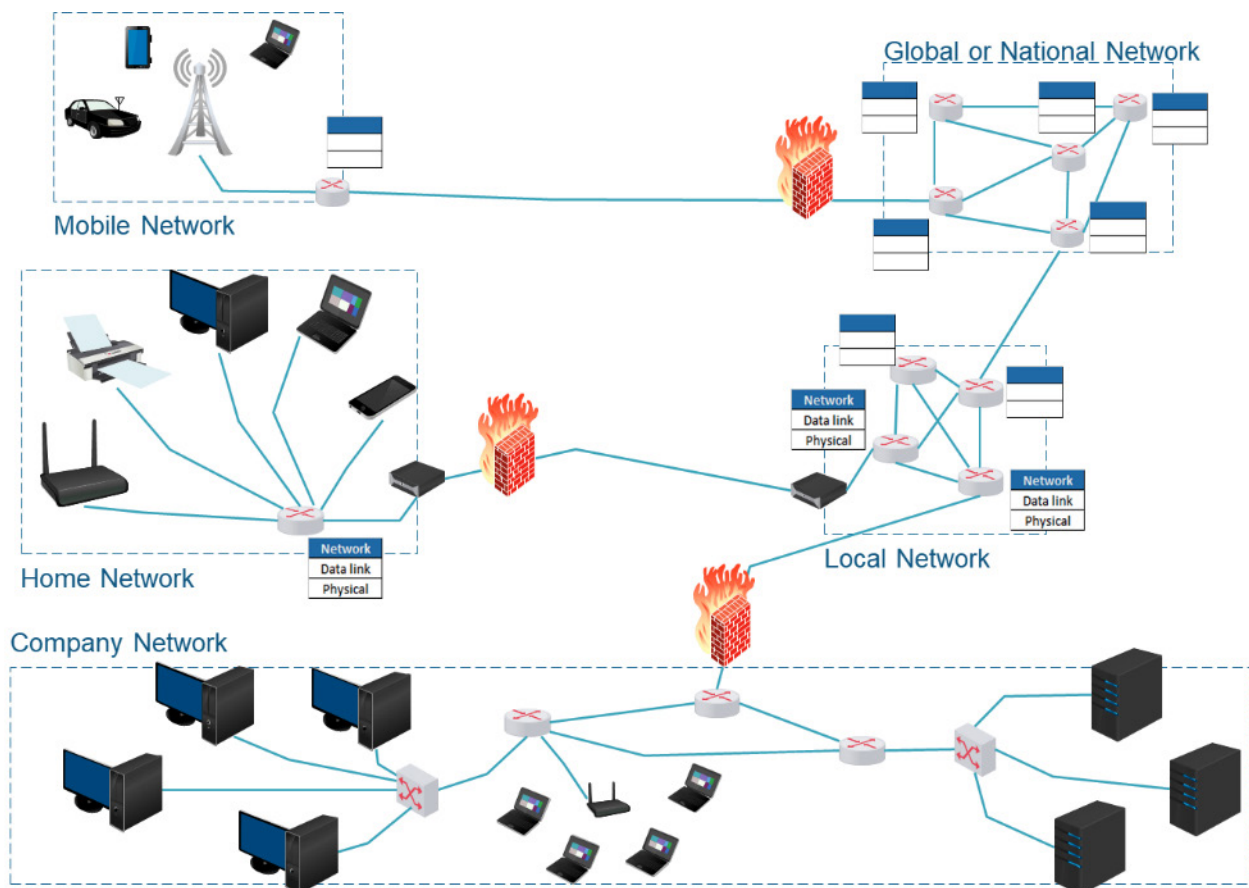 Global or National Network
Mobile Network
Network
Data link
Physical
Network
Data link
Physical
Local Network
Network
Data link
Physical
Home Network
Company Network